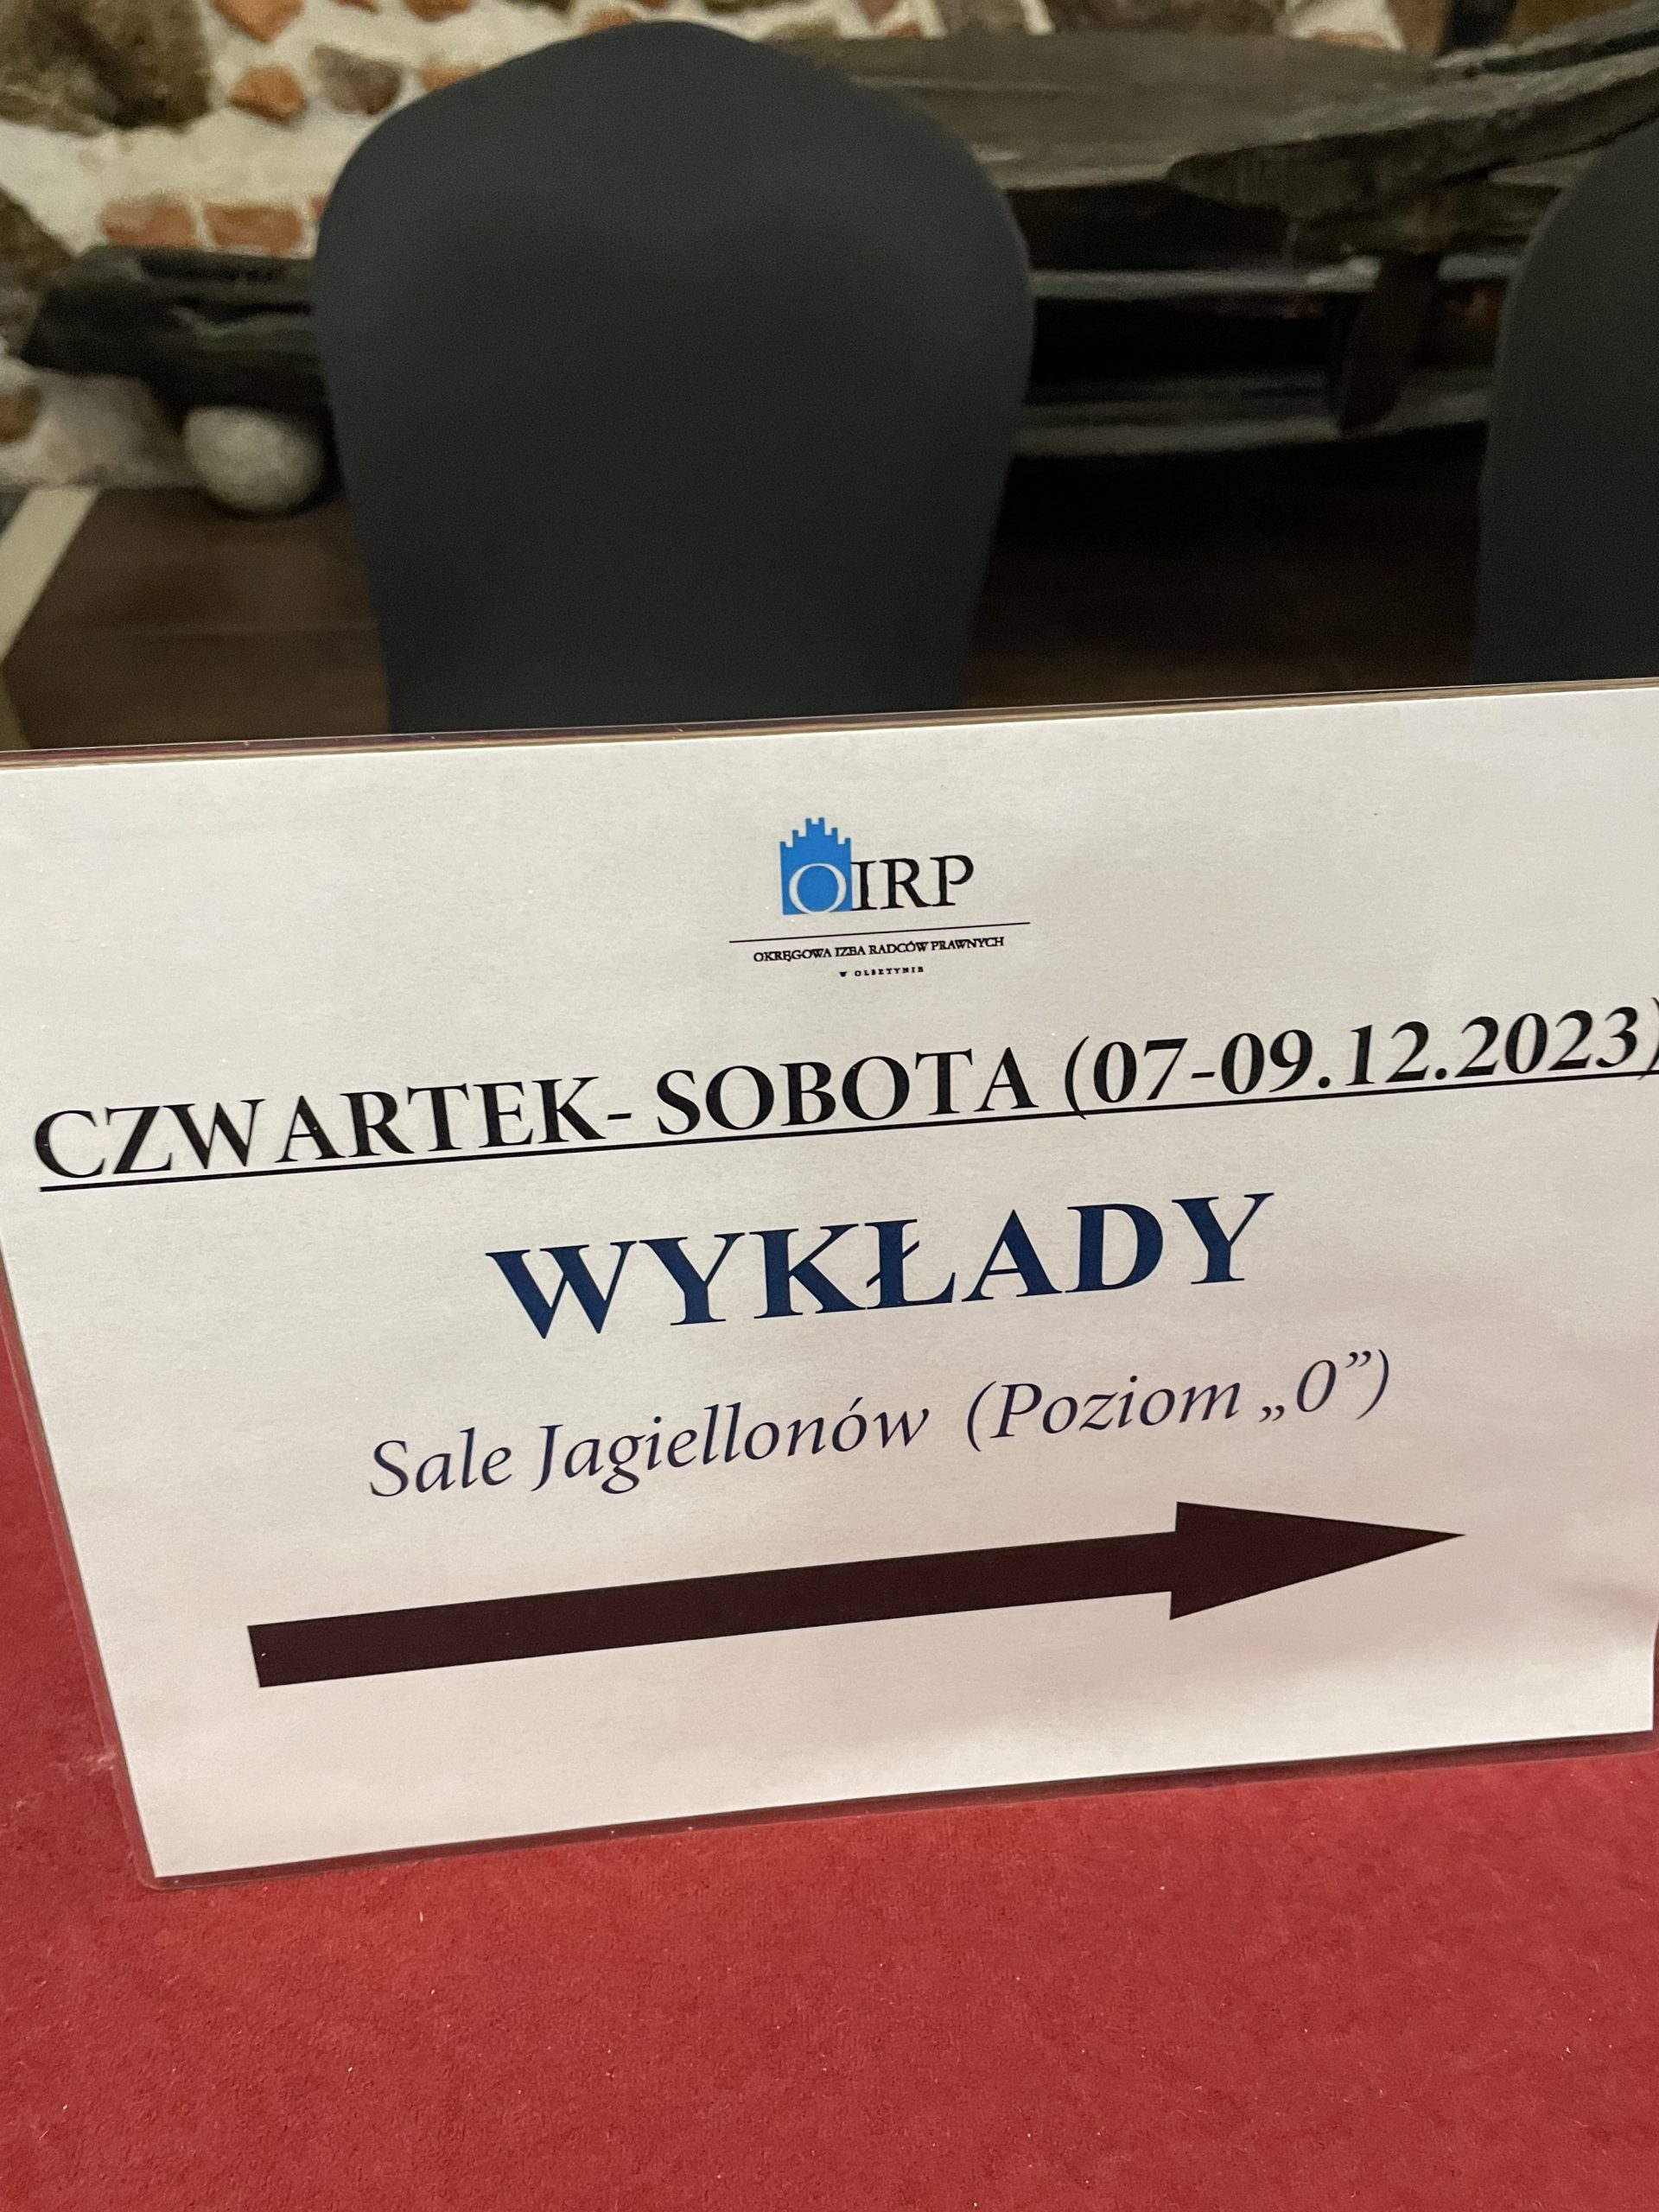 OIRP
OKRĘGOWA IZBA RADCÓW PRAWNYCH
W OLSZTYNIE
CZWARTEK- SOBOTA (07-09.12.2023)
WYKŁADY
Sale Jagiellonów (Poziom „0”)